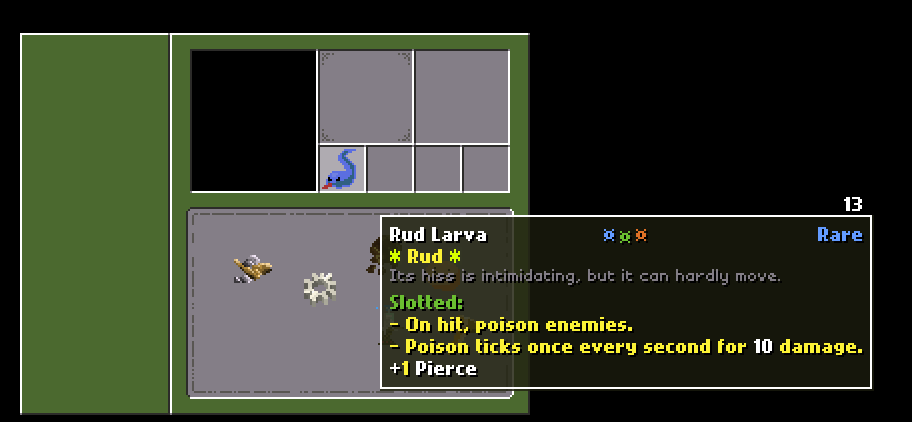 13
Rud Larva Rare
* Rud *
Its hiss is intimidating, but it can hardly move.
Slotted:
- On hit, poison enemies.
- Poison ticks once every second for 10 damage.
+1 Pierce